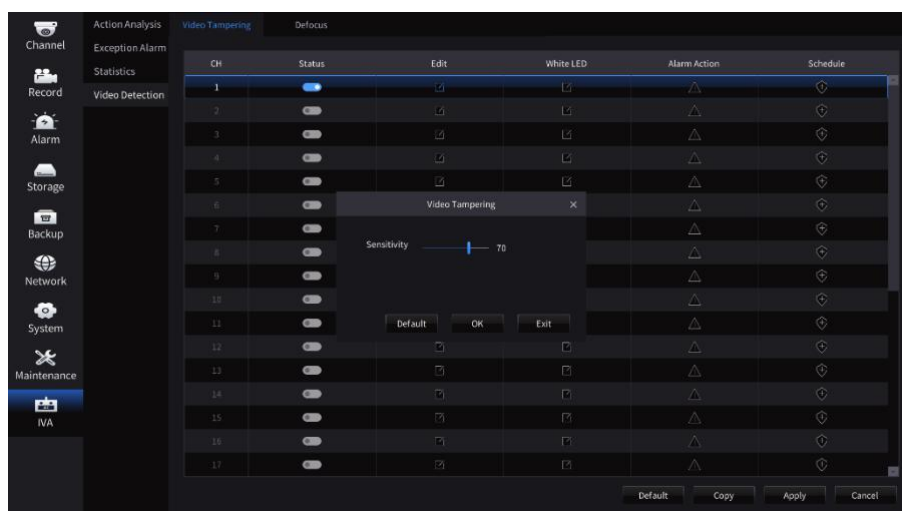 Channel
Record
Alarm
Storage
Backup
Network
System
Maintenance
IVA
Action Analysis
Exception Alarm
Statistics
Video Detection
Video Tampering Defocus
CH Status Edit White LED Alarm Action Schedule
1
2
3
4
5
6
7
8
9
10
11
12
13
14
15
16
17
Video Tampering ×
Sensitivity 70
Default OK Exit
Default Copy Apply Cancel